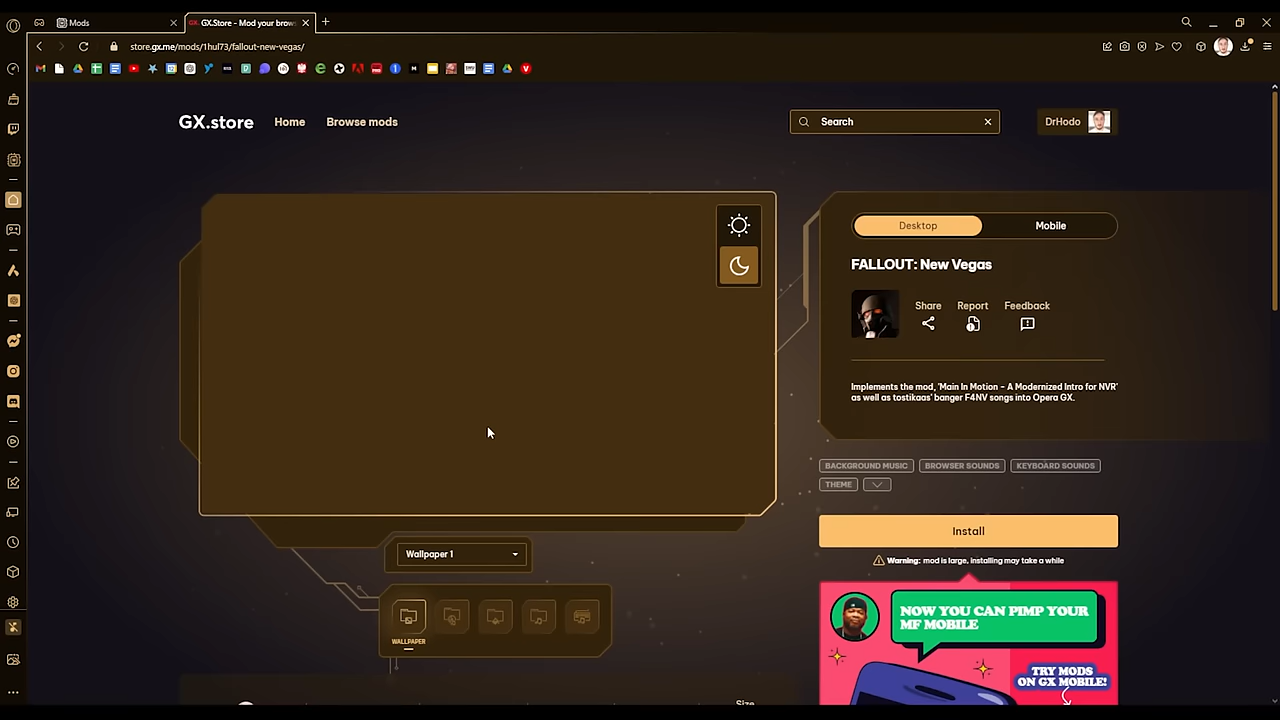 Mods
GX.Store - Mod your brows
store.gx.me/mods/1hul73/fallout-new-vegas/
GX.store
Home
Browse mods
Search
DrHodo
Desktop
Mobile
FALLOUT: New Vegas
Share
Report
Feedback
Implements the mod, 'Main In Motion - A Modernized Intro for NVR'
as well as tostikaas' banger F4NV songs into Opera GX.
BACKGROUND MUSIC
BROWSER SOUNDS
KEYBOARD SOUNDS
THEME
Install
Warning: mod is large, installing may take a while
Wallpaper 1
WALLPAPER
NOW YOU CAN PIMP YOUR
MF MOBILE
TRY MODS
ON GX MOBILE!
Size